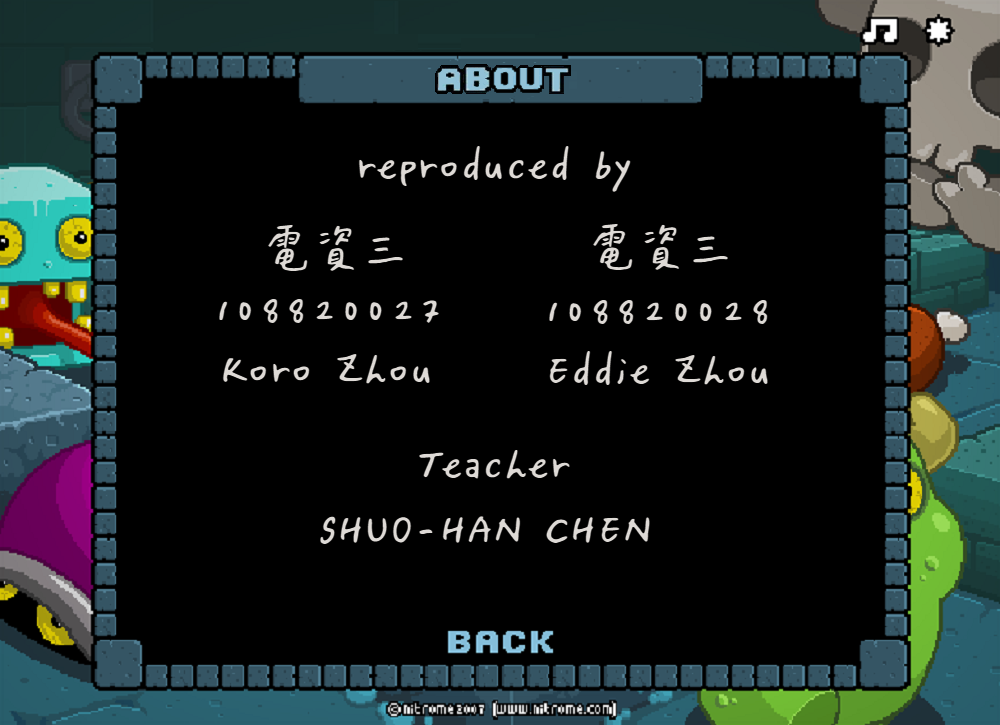 ABOUT
reproduced by
電資三 電資三
108820027 108820028
Koro Zhou Eddie Zhou
Teacher
SHUO-HAN CHEN
BACK
©nitrome2007 [www.nitrome.com]